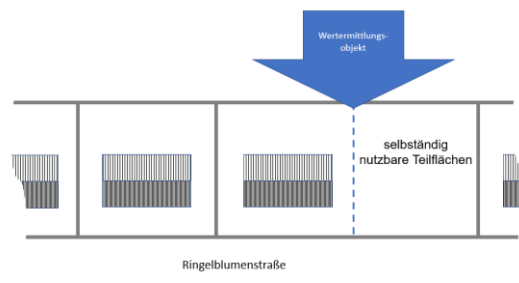 Wertermittlungs-
objekt
selbständig
nutzbare Teilflächen
Ringelblumenstraße